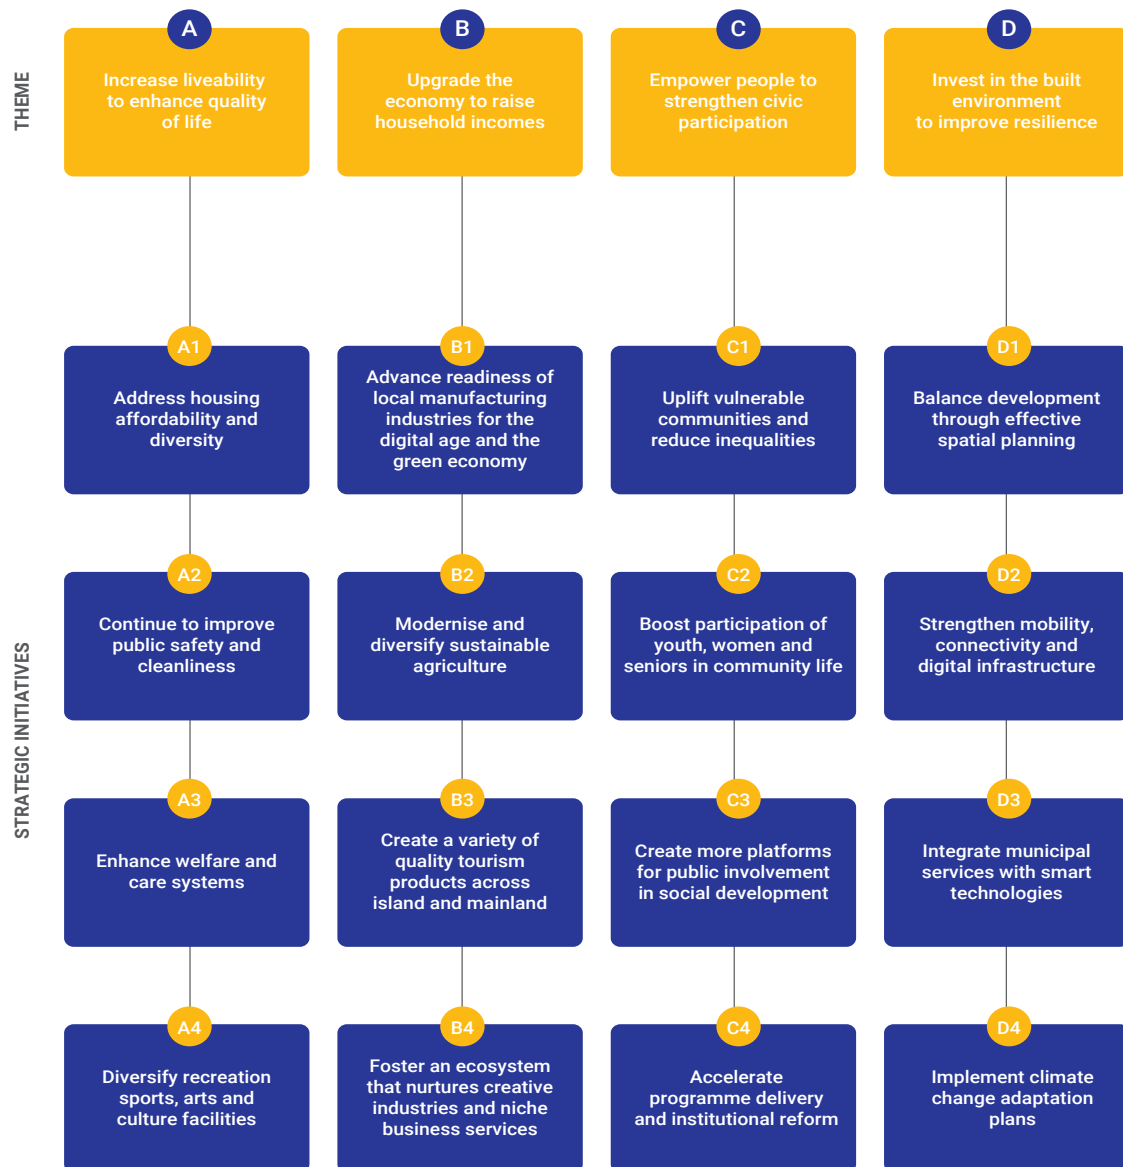 THEME
A
Increase liveability
to enhance quality
of life
B
Upgrade the
economy to raise
household incomes
C
Empower people to
strengthen civic
participation
D
Invest in the built
environment
to improve resilience
STRATEGIC INITIATIVES
A1
Address housing
affordability and
diversity
B1
Advance readiness of
local manufacturing
industries for the
digital age and the
green economy
C1
Uplift vulnerable
communities and
reduce inequalities
D1
Balance development
through effective
spatial planning
A2
Continue to improve
public safety and
cleanliness
B2
Modernise and
diversify sustainable
agriculture
C2
Boost participation of
youth, women and
seniors in community life
D2
Strengthen mobility,
connectivity and
digital infrastructure
A3
Enhance welfare and
care systems
B3
Create a variety of
quality tourism
products across
island and mainland
C3
Create more platforms
for public involvement
in social development
D3
Integrate municipal
services with smart
technologies
A4
Diversify recreation
sports, arts and
culture facilities
B4
Foster an ecosystem
that nurtures creative
industries and niche
business services
C4
Accelerate
programme delivery
and institutional reform
D4
Implement climate
change adaptation
plans